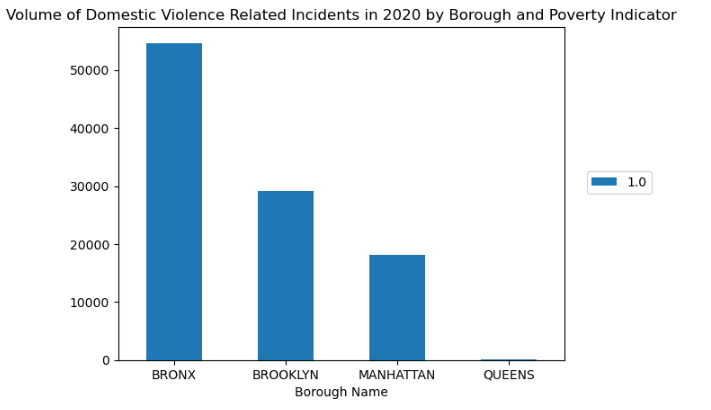 Volume of Domestic Violence Related Incidents in 2020 by Borough and Poverty Indicator
50000
40000
30000
20000
10000
0
1.0
BRONX BROOKLYN MANHATTAN QUEENS
Borough Name